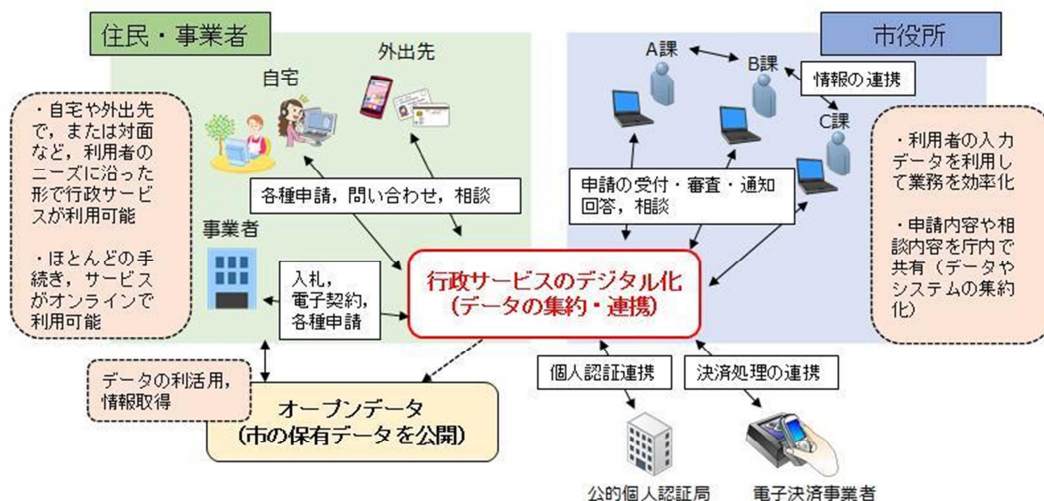 住民・事業者
市役所
外出先
自宅
A課
B課
情報の連携
C課
・自宅や外出先
で，または対面
など，利用者の
ニーズに沿った
形で行政サービ
スが利用可能
・ほとんどの手
続き，サービス
がオンラインで
利用可能
・利用者の入力
データを利用し
て業務を効率化
・申請内容や相
談内容を庁内で
共有（データや
システムの集約
化）
各種申請，問い合わせ，相談
申請の受付・審査・通知
回答，相談
事業者
入札，
電子契約，
各種申請
行政サービスのデジタル化
（データの集約・連携）
データの利活用，
情報取得
オープンデータ
（市の保有データを公開）
個人認証連携
決済処理の連携
公的個人認証局
電子決済事業者